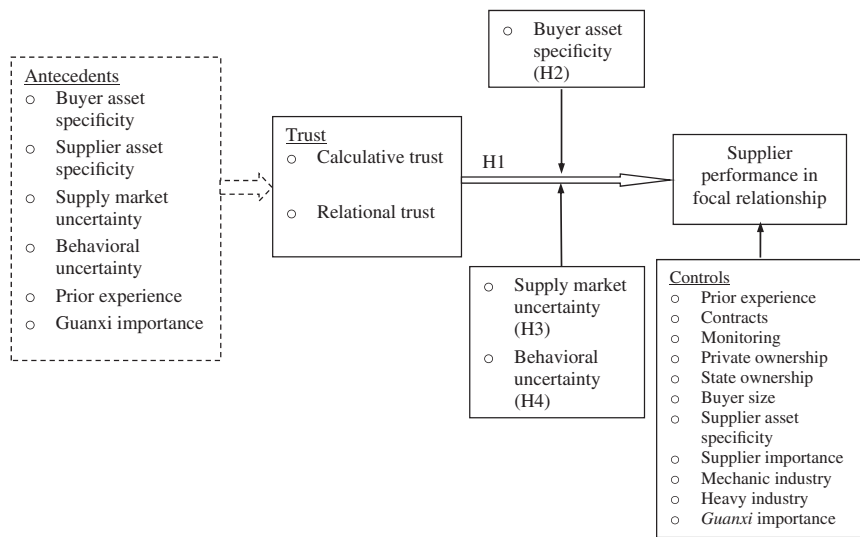 Antecedents
○ Buyer asset
specificity
○ Supplier asset
specificity
○ Supply market
uncertainty
○ Behavioral
uncertainty
○ Prior experience
○ Guanxi importance
Trust
○ Calculative trust
○ Relational trust
○ Buyer asset
specificity
(H2)
H1
○ Supply market
uncertainty
(H3)
○ Behavioral
uncertainty
(H4)
Supplier
performance in
focal relationship
Controls
○ Prior experience
○ Contracts
○ Monitoring
○ Private ownership
○ State ownership
○ Buyer size
○ Supplier asset
specificity
○ Supplier importance
○ Mechanic industry
○ Heavy industry
○ Guanxi importance